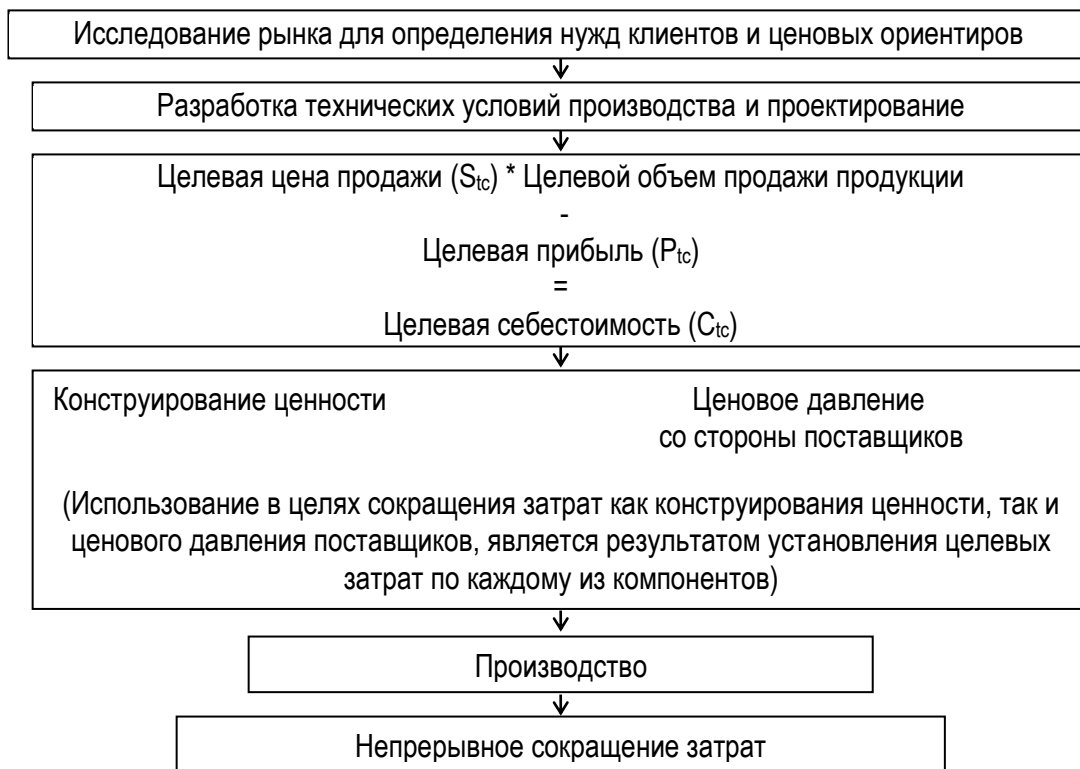 Исследование рынка для определения нужд клиентов и ценовых ориентиров
Разработка технических условий производства и проектирование
Целевая цена продажи (Stc) * Целевой объем продажи продукции
-
Целевая прибыль (Ptc)
=
Целевая себестоимость (Ctc)
Конструирование ценности
Ценовое давление
со стороны поставщиков
(Использование в целях сокращения затрат как конструирования ценности, так и
ценового давления поставщиков, является результатом установления целевых
затрат по каждому из компонентов)
Производство
Непрерывное сокращение затрат